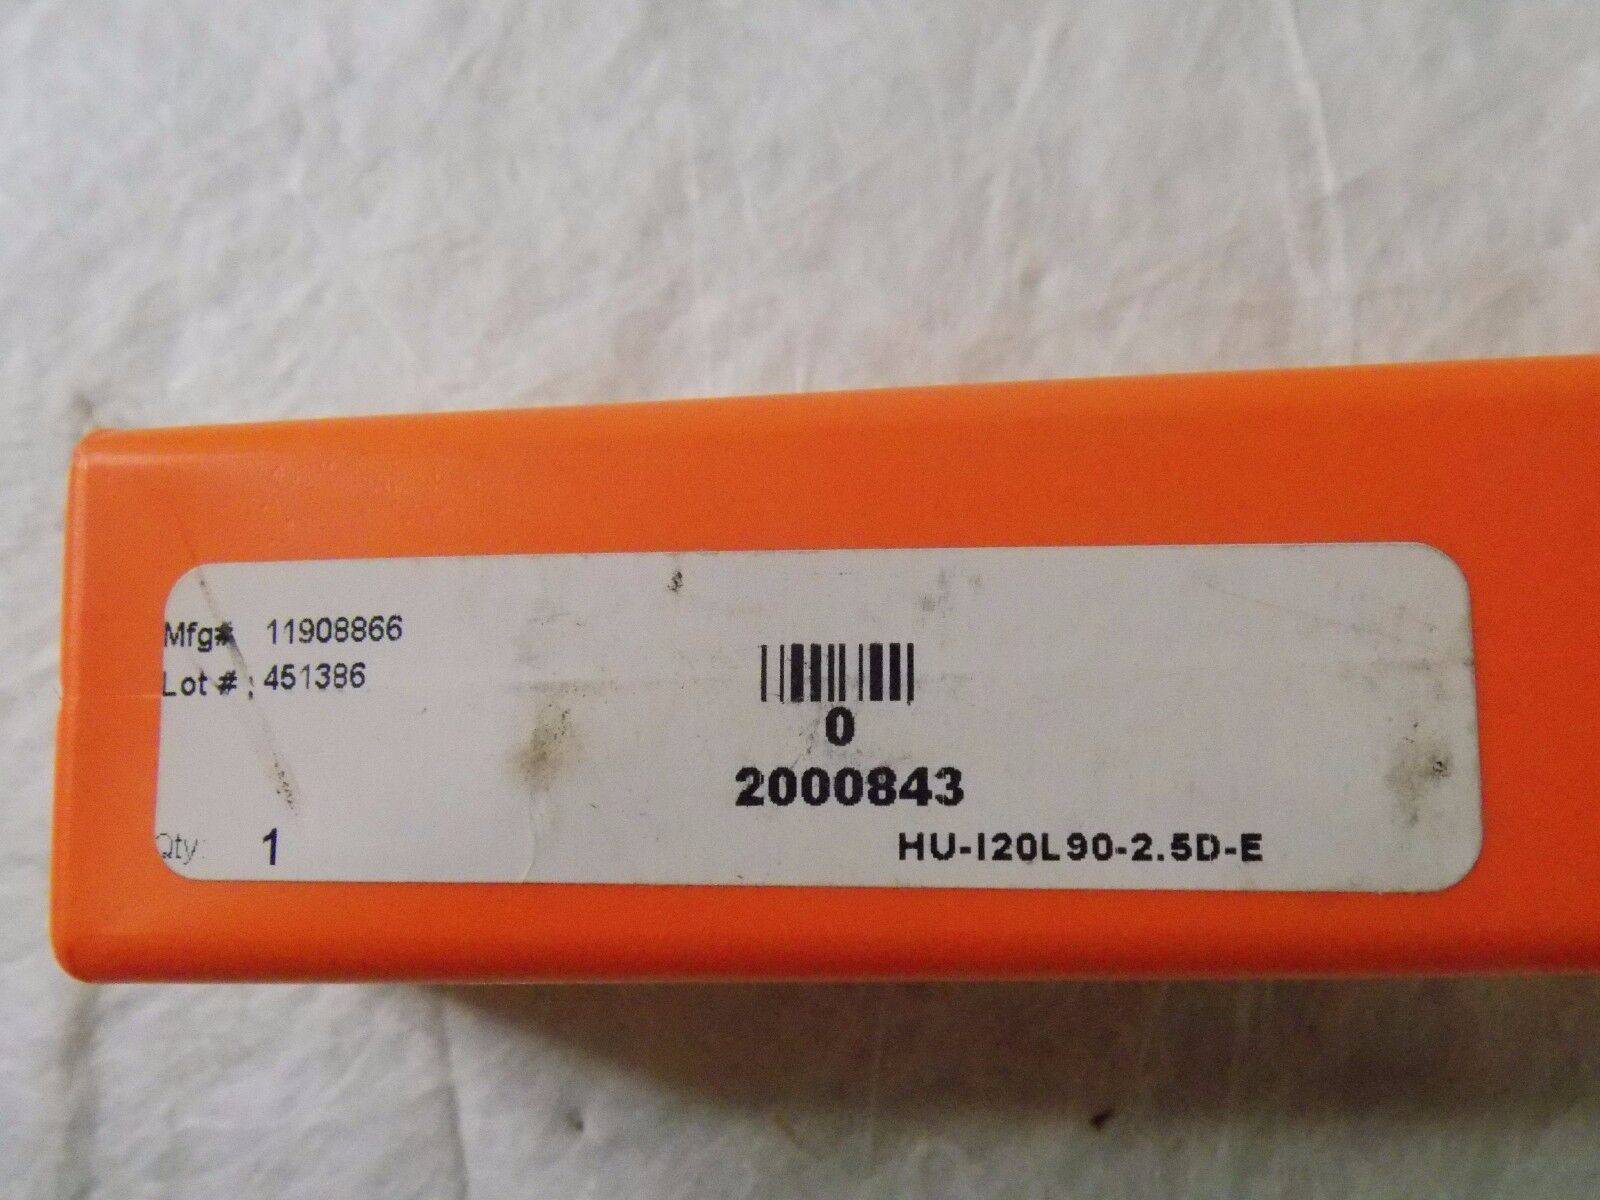 Mfg# 11908866
Lot # : 451386
0
2000843
Qty: 1
HU-I20L90-2.5D-E